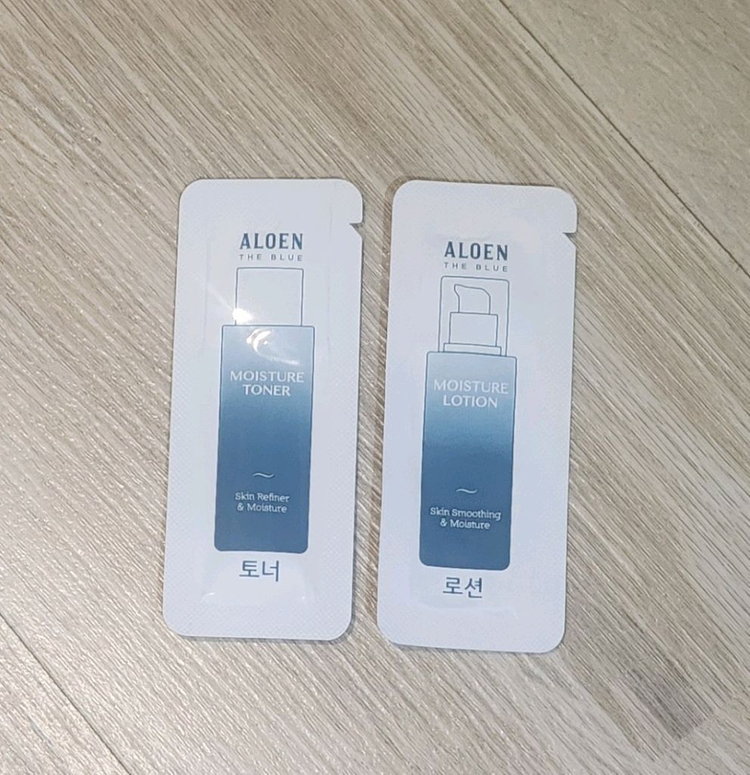 ALOEN
THE BLUE
MOISTURE
TONER
Skin Refiner
& Moisture
토너
ALOEN
THE BLUE
MOISTURE
LOTION
Skin Smoothing
& Moisture
로션